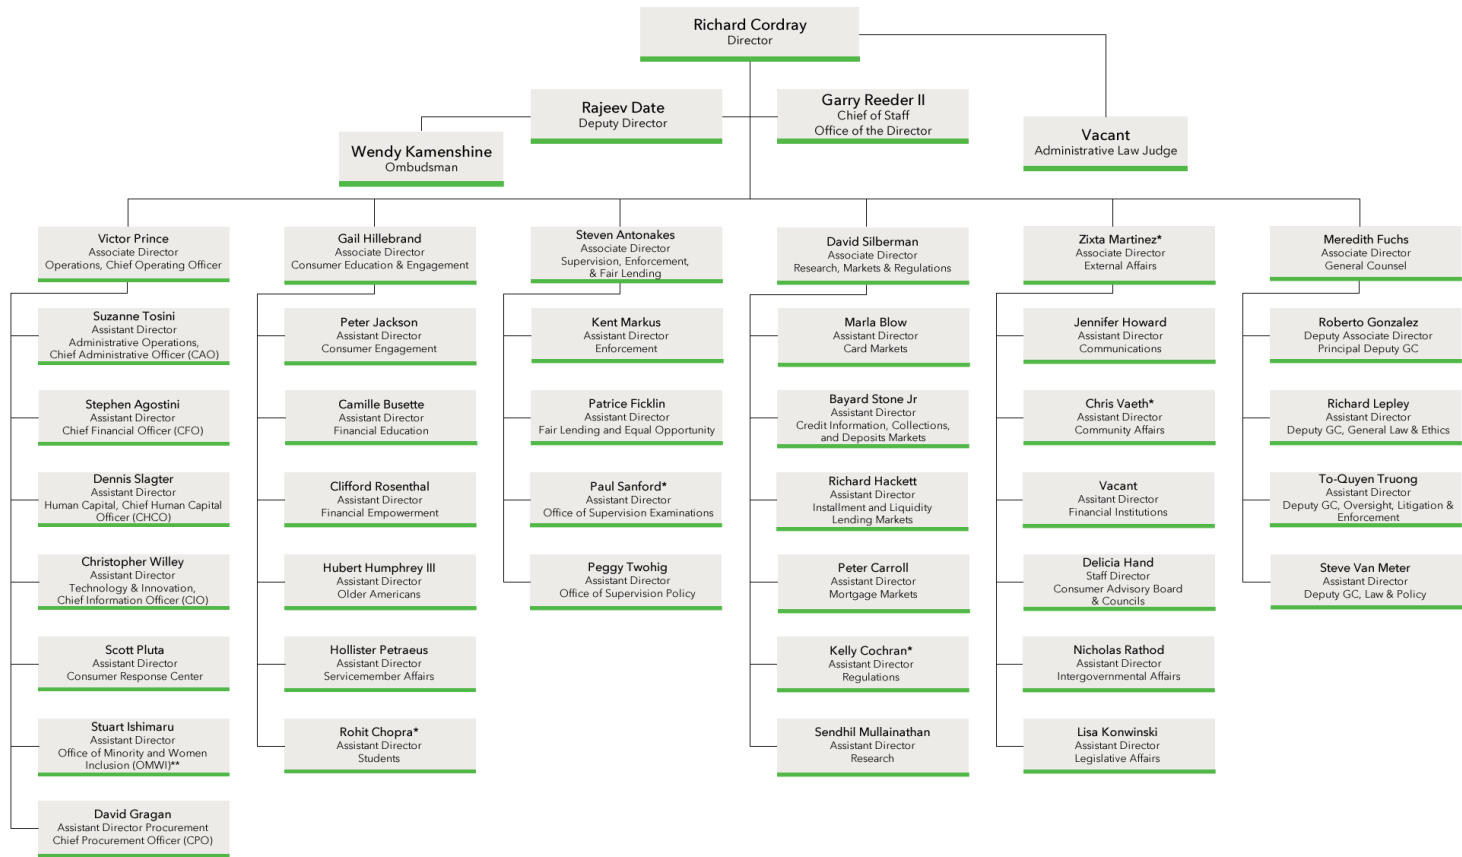 Richard Cordray
Director
Rajeev Date
Deputy Director
Garry Reeder II
Chief of Staff
Office of the Director
Wendy Kamenshine
Ombudsman
Vacant
Administrative Law Judge
Victor Prince
Associate Director
Operations, Chief Operating Officer
Suzanne Tosini
Assistant Director
Administrative Operations,
Chief Administrative Officer (CAO)
Stephen Agostini
Assistant Director
Chief Financial Officer (CFO)
Dennis Slagter
Assistant Director
Human Capital, Chief Human Capital
Officer (CHCO)
Christopher Willey
Assistant Director
Technology & Innovation,
Chief Information Officer (CIO)
Scott Pluta
Assistant Director
Consumer Response Center
Stuart Ishimaru
Assistant Director
Office of Minority and Women
Inclusion (OMWI)**
David Gragan
Assistant Director Procurement
Chief Procurement Officer (CPO)
Gail Hillebrand
Associate Director
Consumer Education & Engagement
Peter Jackson
Assistant Director
Consumer Engagement
Camille Busette
Assistant Director
Financial Education
Clifford Rosenthal
Assistant Director
Financial Empowerment
Hubert Humphrey III
Assistant Director
Older Americans
Hollister Petraeus
Assistant Director
Servicemember Affairs
Rohit Chopra*
Assistant Director
Students
Steven Antonakes
Associate Director
Supervision, Enforcement,
& Fair Lending
Kent Markus
Assistant Director
Enforcement
Patrice Ficklin
Assistant Director
Fair Lending and Equal Opportunity
Paul Sanford*
Assistant Director
Office of Supervision Examinations
Peggy Twohig
Assistant Director
Office of Supervision Policy
David Silberman
Associate Director
Research, Markets & Regulations
Marla Blow
Assistant Director
Card Markets
Bayard Stone Jr
Assistant Director
Credit Information, Collections,
and Deposits Markets
Richard Hackett
Assistant Director
Installment and Liquidity
Lending Markets
Peter Carroll
Assistant Director
Mortgage Markets
Kelly Cochran*
Assistant Director
Regulations
Sendhil Mullainathan
Assistant Director
Research
Zixta Martinez*
Associate Director
External Affairs
Jennifer Howard
Assistant Director
Communications
Chris Vaeth*
Assistant Director
Community Affairs
Vacant
Assitant Director
Financial Institutions
Delicia Hand
Staff Director
Consumer Advisory Board
& Councils
Nicholas Rathod
Assistant Director
Intergovernmental Affairs
Lisa Konwinski
Assistant Director
Legislative Affairs
Meredith Fuchs
Associate Director
General Counsel
Roberto Gonzalez
Deputy Associate Director
Principal Deputy GC
Richard Lepley
Assistant Director
Deputy GC, General Law & Ethics
To-Quyen Truong
Assistant Director
Deputy GC, Oversight, Litigation &
Enforcement
Steve Van Meter
Assistant Director
Deputy GC, Law & Policy